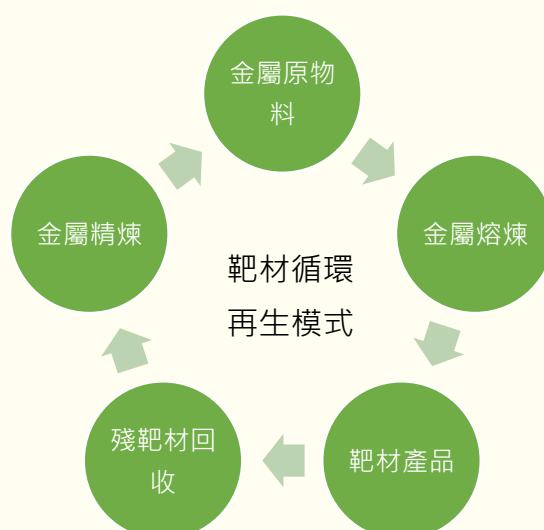 金屬原物
料
金屬精煉
金屬熔煉
靶材循環
再生模式
殘靶材回
收
靶材產品